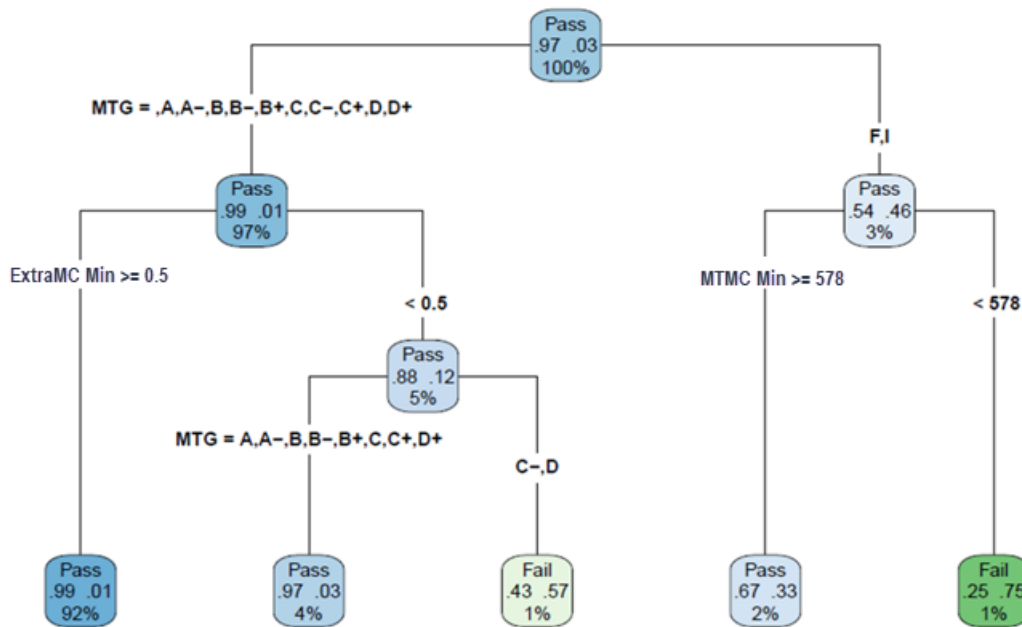 Pass
.97 .03
100%
MTG = ,A,A−,B,B−,B+,C,C−,C+,D,D+
F,I
Pass
.99 .01
97%
Pass
.54 .46
3%
ExtraMC Min >= 0.5
< 0.5
MTMC Min >= 578
< 578
Pass
.88 .12
5%
MTG = A,A−,B,B−,B+,C,C+,D+
C−,D
Pass
.99 .01
92%
Pass
.97 .03
4%
Fail
.43 .57
1%
Pass
.67 .33
2%
Fail
.25 .75
1%